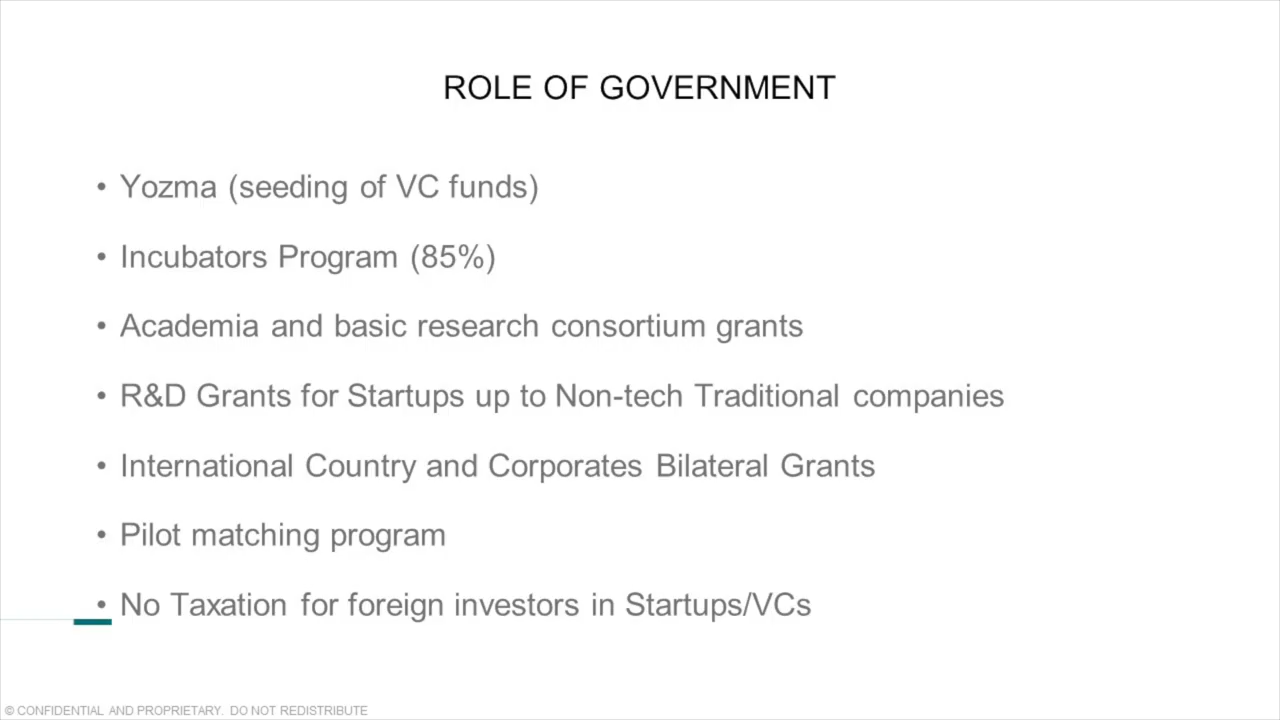 ROLE OF GOVERNMENT
• Yozma (seeding of VC funds)
• Incubators Program (85%)
• Academia and basic research consortium grants
• R&D Grants for Startups up to Non-tech Traditional companies
• International Country and Corporates Bilateral Grants
• Pilot matching program
• No Taxation for foreign investors in Startups/VCs
© CONFIDENTIAL AND PROPRIETARY. DO NOT REDISTRIBUTE